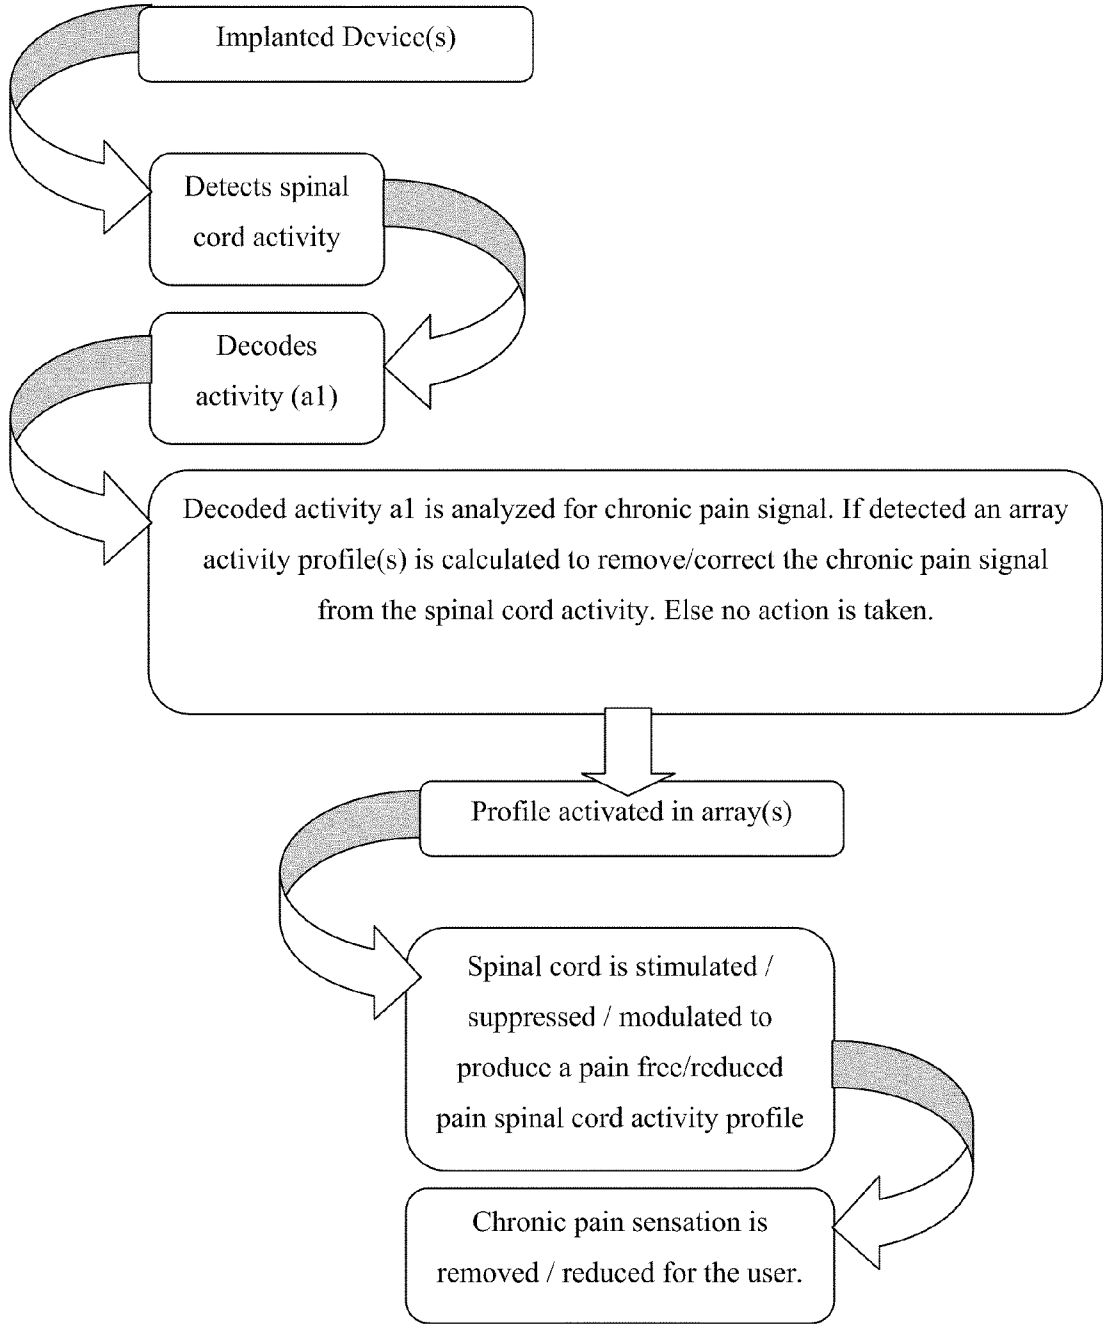 Implanted Device(s)
Detects spinal
cord activity
Decodes
activity (a1)
Decoded activity a1 is analyzed for chronic pain signal. If detected an array
activity profile(s) is calculated to remove/correct the chronic pain signal
from the spinal cord activity. Else no action is taken.
Profile activated in array(s)
Spinal cord is stimulated /
suppressed / modulated to
produce a pain free/reduced
pain spinal cord activity profile
Chronic pain sensation is
removed / reduced for the user.